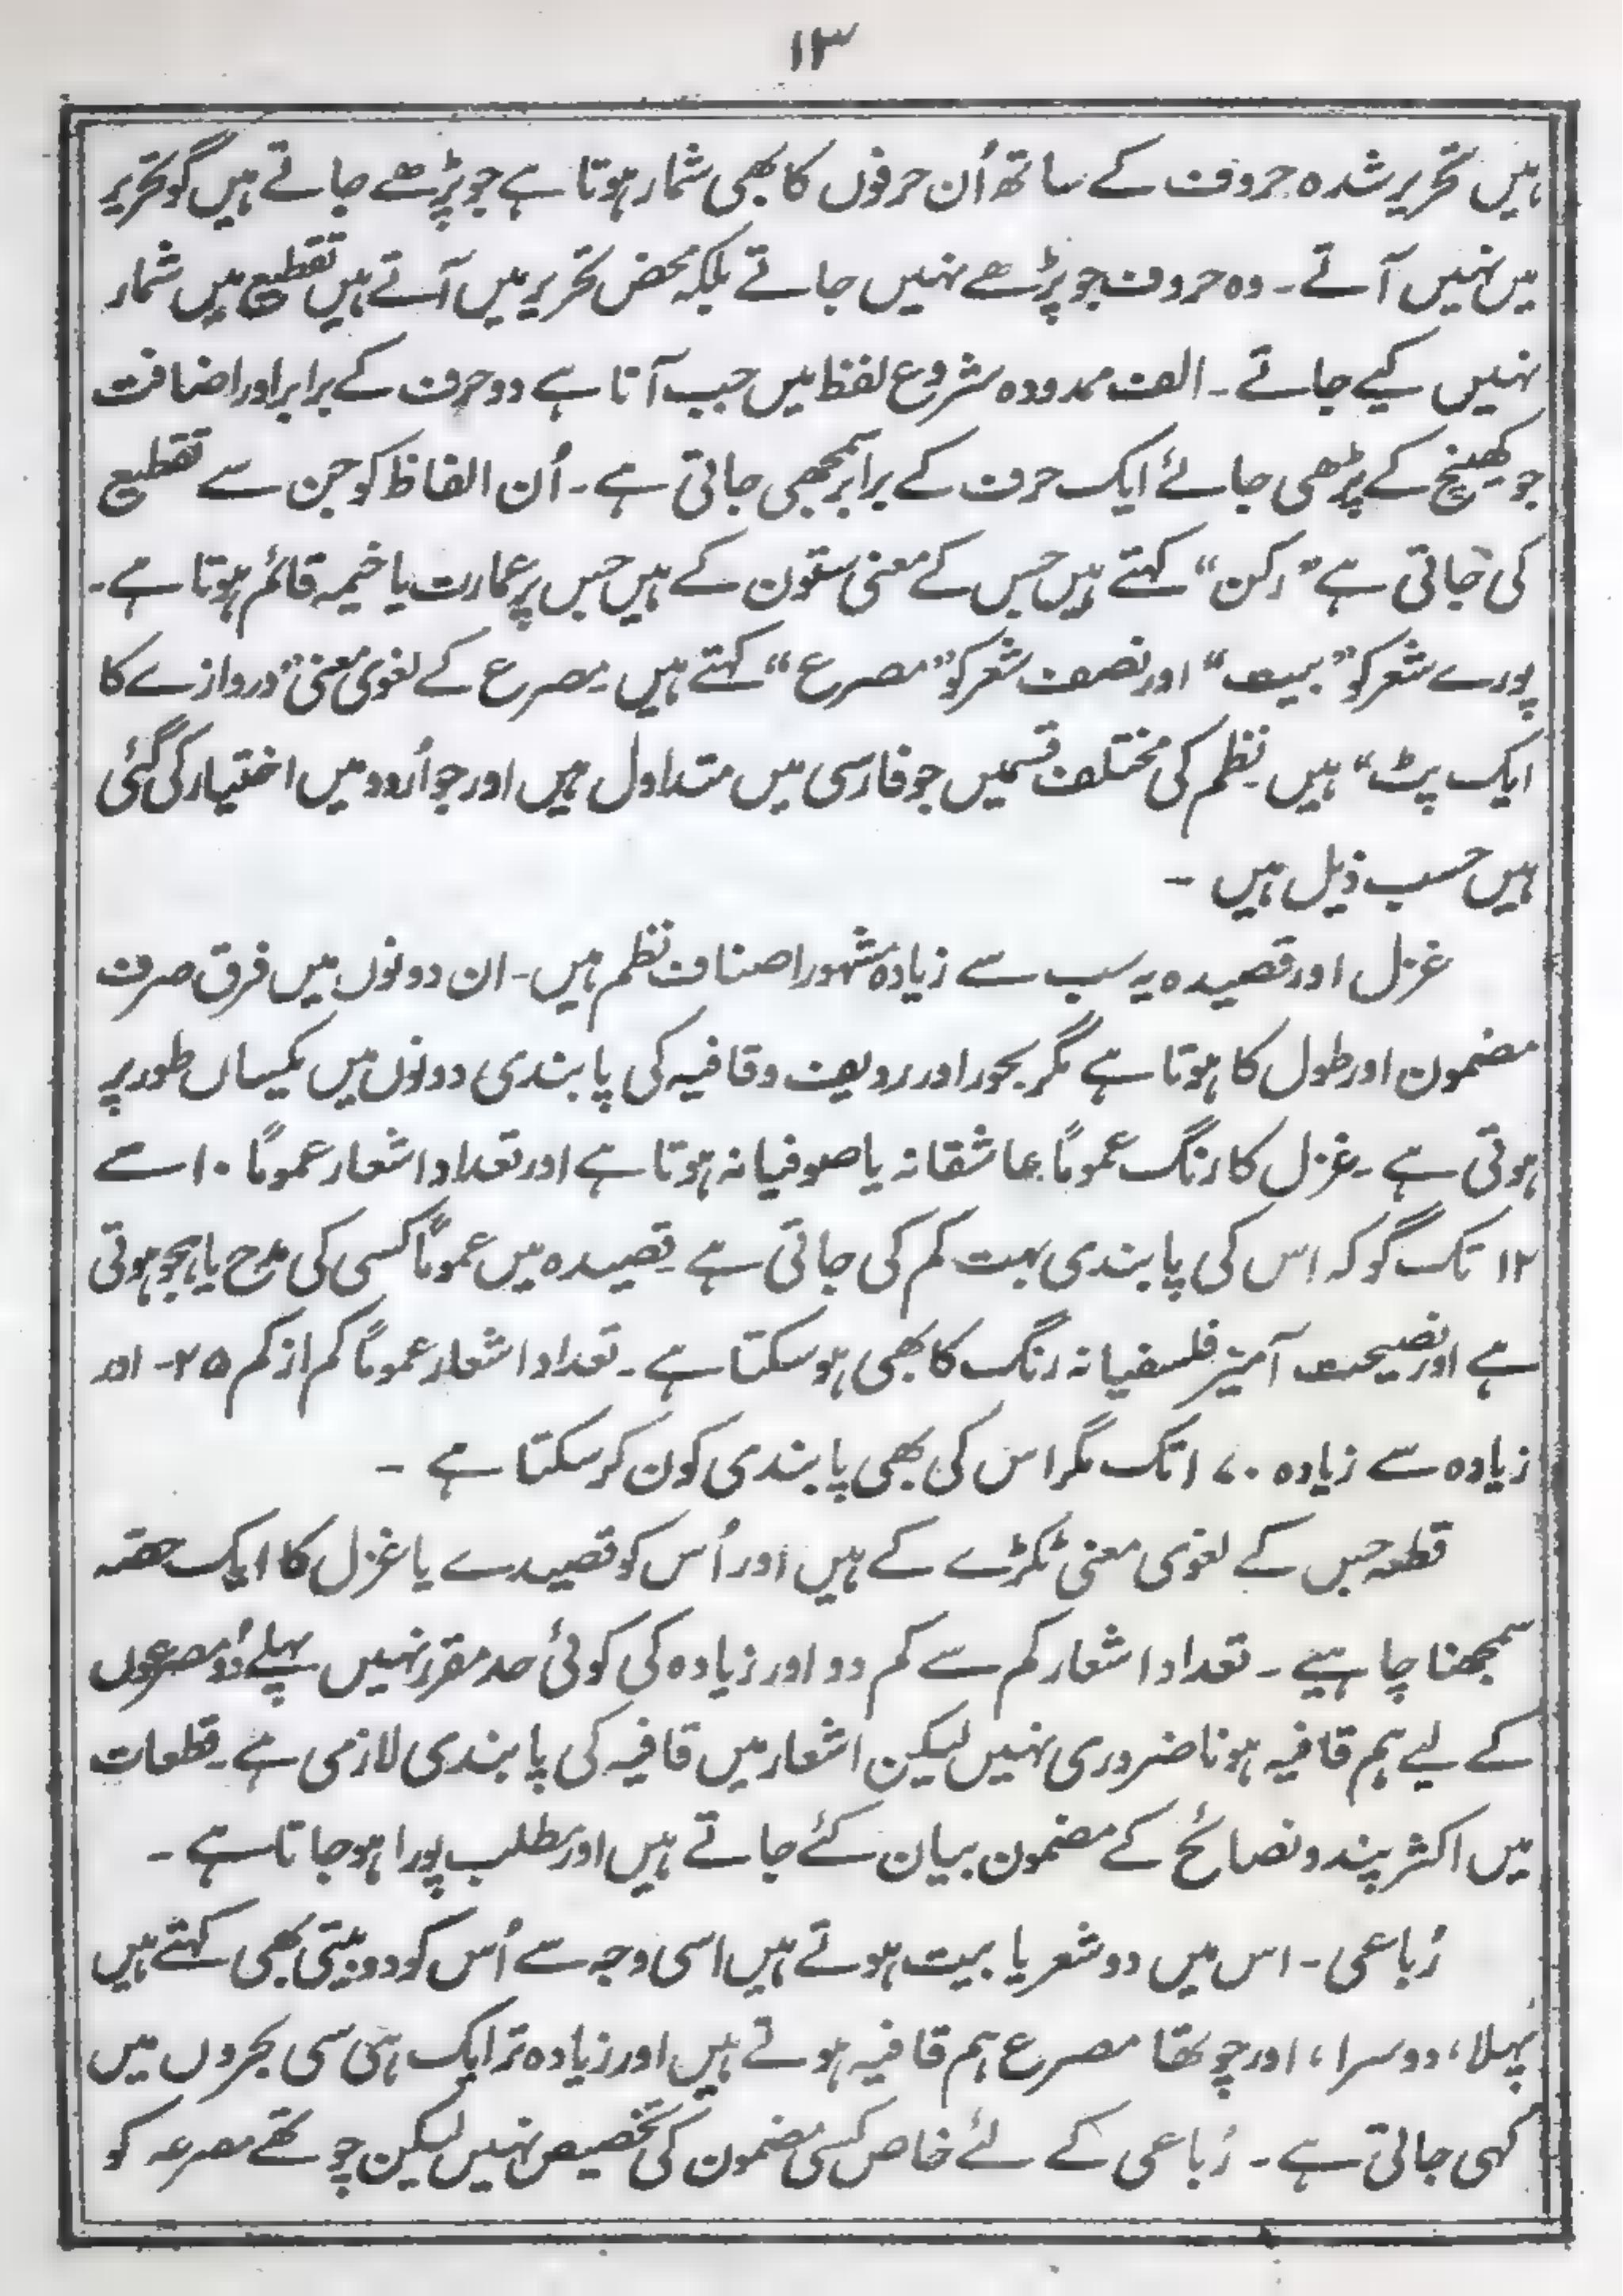 ۱۳
ہیں تحریر شدہ حروف کے ساتھ اُن حرفوں کا بھی شمار ہوتا ہے جو پڑھے جاتے ہیں گو تحریر
میں نہیں آتے۔ وہ حروف جو پڑھے نہیں جاتے بلکہ محض تحریر میں آتے ہیں تقطیع میں شمار
نہیں کیے جاتے۔ الف ممدودہ شروع لفظ میں جب آتا ہے دو حرف کے برابر اور اضافت
جو کھینچ کے پڑھی جائے ایک حرف کے برابر سمجھی جاتی ہے۔ اُن الفاظ کو جن سے تقطیع
کی جاتی ہے "رکن" کہتے ہیں جس کے معنی ستون کے ہیں جس پر عمارت یا خیمہ قائم ہوتا ہے۔
پورے شعر کو "بیت" اور نصف شعر کو "مصرع" کہتے ہیں۔ مصرع کے لغوی معنی "دروازے کا
ایک پٹ" ہیں۔ نظم کی مختلف قسمیں جو فارسی میں متداول ہیں اور جو اُردو میں اختیار کی گئی
ہیں حسب ذیل ہیں۔
غزل اور قصیدہ یہ سب سے زیادہ مشہور اصناف نظم ہیں۔ ان دونوں میں فرق صرف
مضمون اور طول کا ہوتا ہے مگر بحور اور ردیف و قافیہ کی پابندی دونوں میں یکساں طور پر
ہوتی ہے۔ غزل کا رنگ عموماً عاشقانہ یا صوفیانہ ہوتا ہے اور تعداد اشعار عموماً ۱۰ سے
۱۲ تک گو کہ اس کی پابندی بہت کم کی جاتی ہے۔ قصیدہ میں عموماً کسی کی مدح یا ہجو ہوتی
ہے اور نصیحت آمیز فلسفیانہ رنگ کا بھی ہو سکتا ہے۔ تعداد اشعار عموماً کم از کم ۲۵۔ اور
زیادہ سے زیادہ ۱۷۰ تک مگر اس کی بھی پابندی کون کر سکتا ہے۔
قطعہ جس کے لغوی معنی ٹکڑے کے ہیں اور اُس کو قصیدے یا غزل کا ایک حصّہ
سمجھنا چاہیے۔ تعداد اشعار کم سے کم دو اور زیادہ کی کوئی حد مقرر نہیں پہلے دُو مصرعوں
کے لیے ہم قافیہ ہونا ضروری نہیں لیکن اشعار میں قافیہ کی پابندی لازمی ہے۔ قطعات
میں اکثر پند و نصائح کے مضمون بیان کئے جاتے ہیں اور مطلب پورا ہو جاتا ہے۔
رُباعی۔ اس میں دو شعر یا بیت ہوتے ہیں اسی وجہ سے اُس کو دوبیتی بھی کہتے ہیں
پہلا، دوسرا، اور چوتھا مصرع ہم قافیہ ہوتے ہیں اور زیادہ تر ایک ہی سی بحروں میں
کہی جاتی ہے۔ رُباعی کے لئے خاص کسی مضمون کی تخصیص نہیں لیکن چوتھے مصرعہ کو